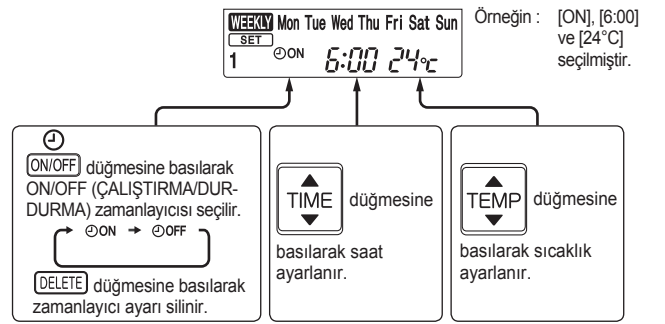 WEEKLY Mon Tue Wed Thu Fri Sat Sun
SET
1 ON 6:00 24°C
Örneğin : [ON], [6:00]
ve [24°C]
seçilmiştir.
ON/OFF düğmesine basılarak
ON/OFF (ÇALIŞTIRMA/DUR-
DURMA) zamanlayıcısı seçilir.
ON OFF
DELETE düğmesine basılarak
zamanlayıcı ayarı silinir.
TIME düğmesine
basılarak saat
ayarlanır.
TEMP düğmesine
basılarak sıcaklık
ayarlanır.